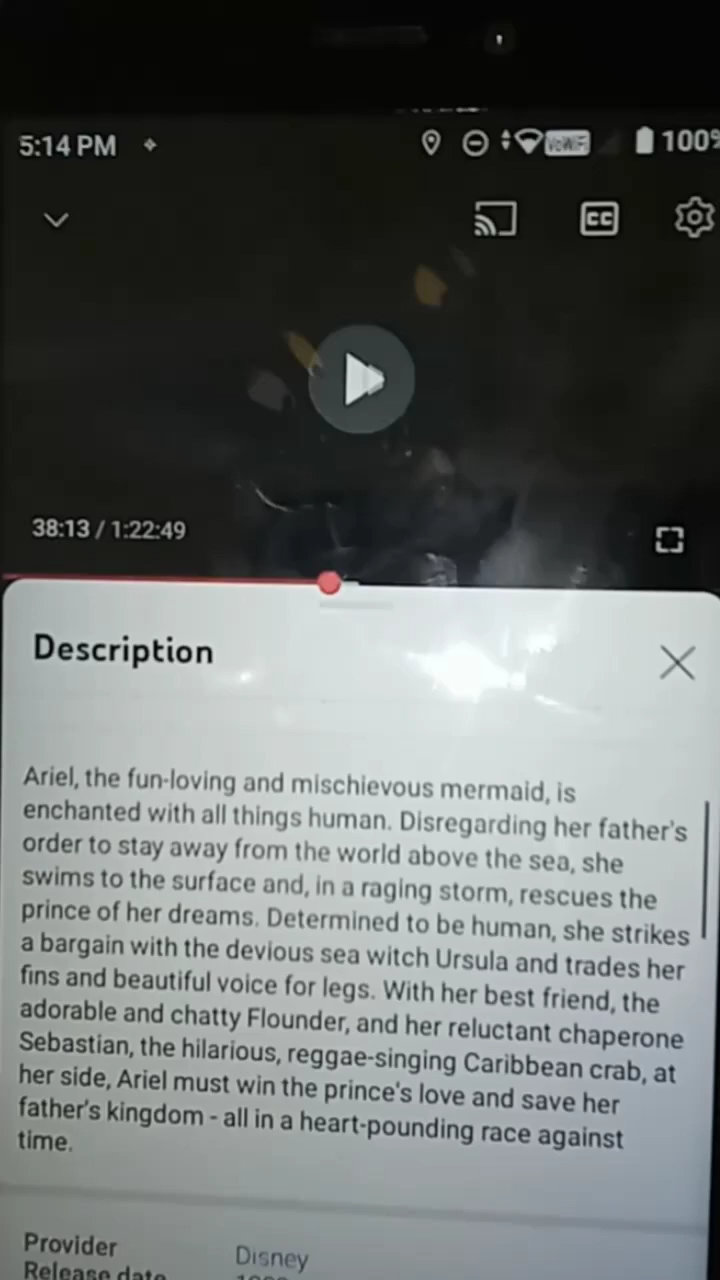 5:14 PM
VoWiFi
100%
CC
38:13 / 1:22:49
Description
Ariel, the fun-loving and mischievous mermaid, is
enchanted with all things human. Disregarding her father's
order to stay away from the world above the sea, she
swims to the surface and, in a raging storm, rescues the
prince of her dreams. Determined to be human, she strikes
a bargain with the devious sea witch Ursula and trades her
fins and beautiful voice for legs. With her best friend, the
adorable and chatty Flounder, and her reluctant chaperone
Sebastian, the hilarious, reggae-singing Caribbean crab, at
her side, Ariel must win the prince's love and save her
father's kingdom - all in a heart-pounding race against
time.
Provider Disney
Release date